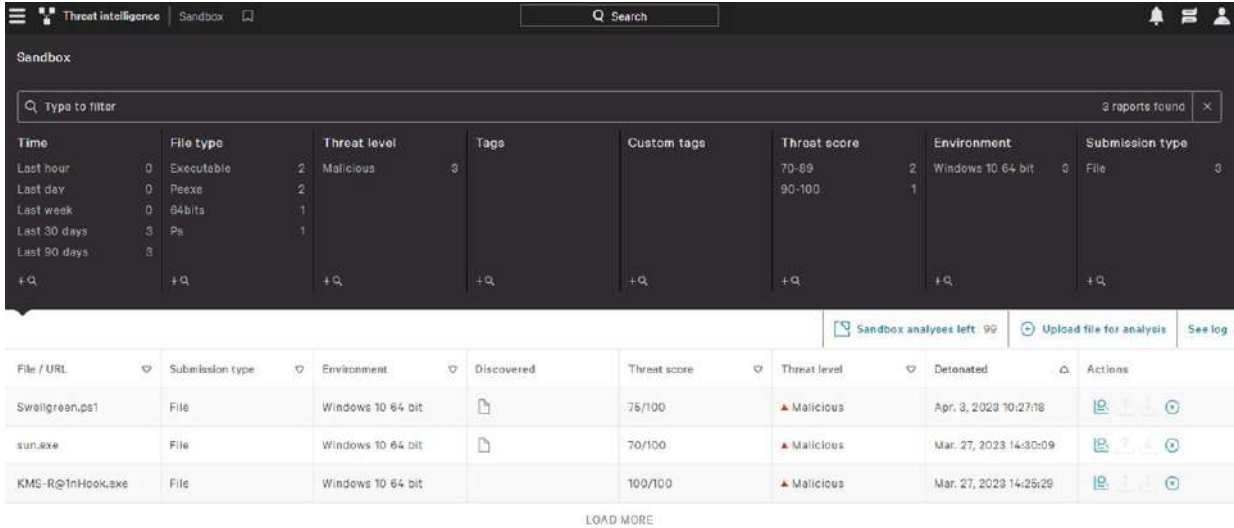 Threat intelligence Sandbox Search
Sandbox
Type to filter 3 reports found
Time File type Threat level Tags Custom tags Threat score Environment Submission type
Last hour 0 Executable 2 Malicious 3 70-89 2 Windows 10 64 bit 3 File 3
Last day 0 Peexe 2 90-100 1
Last week 0 64bits 1
Last 30 days 3 Ps 1
Last 90 days 3
Sandbox analyses left 99 Upload file for analysis See log
File / URL Submission type Environment Discovered Threat score Threat level Detonated Actions
Swellgreen.ps1 File Windows 10 64 bit 75/100 Malicious Apr. 3, 2023 10:27:18
sun.exe File Windows 10 64 bit 70/100 Malicious Mar. 27, 2023 14:30:09
KMS-R@1nHook.exe File Windows 10 64 bit 100/100 Malicious Mar. 27, 2023 14:25:29
LOAD MORE